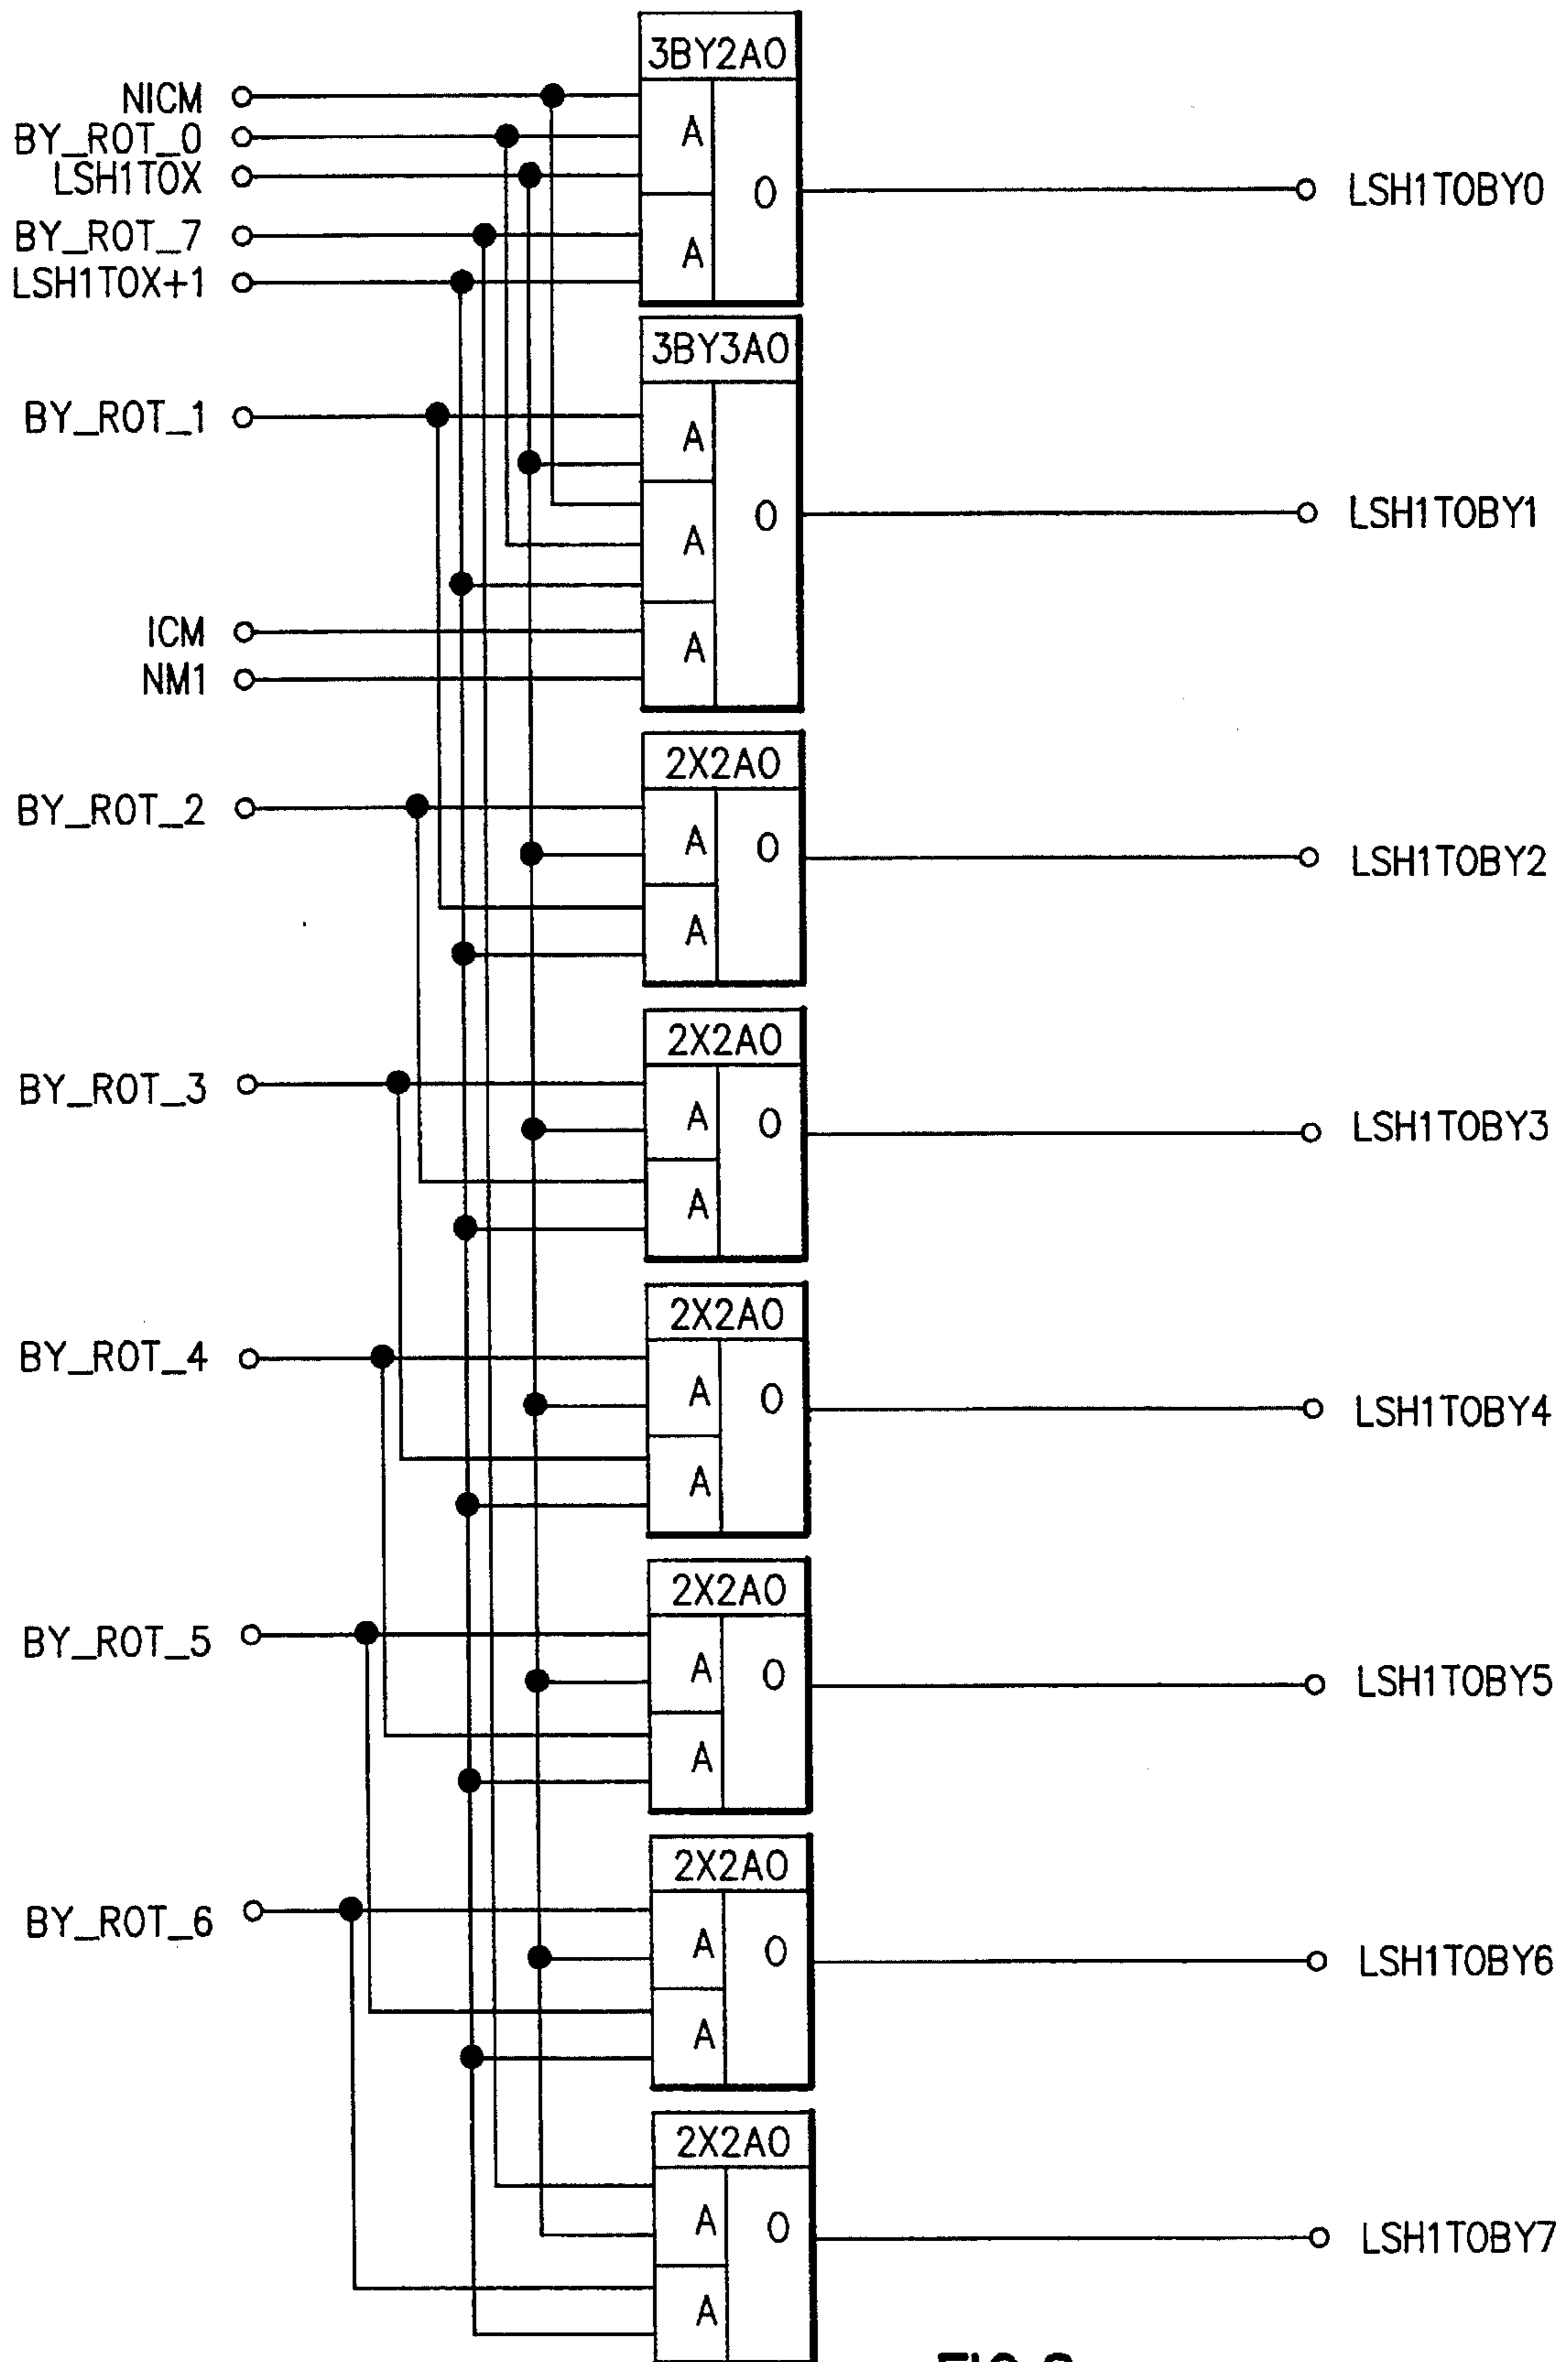 3BY2AO
NICM
BY_ROT_0
LSH1TOX
BY_ROT_7
LSH1TOX+1
A
A
O
LSH1TOBY0
3BY3AO
BY_ROT_1
A
A
O
LSH1TOBY1
ICM
NM1
A
2X2AO
BY_ROT_2
A
O
LSH1TOBY2
A
2X2AO
BY_ROT_3
A
O
LSH1TOBY3
A
2X2AO
BY_ROT_4
A
O
LSH1TOBY4
A
2X2AO
BY_ROT_5
A
O
LSH1TOBY5
A
2X2AO
BY_ROT_6
A
O
LSH1TOBY6
A
2X2AO
A
O
LSH1TOBY7
A